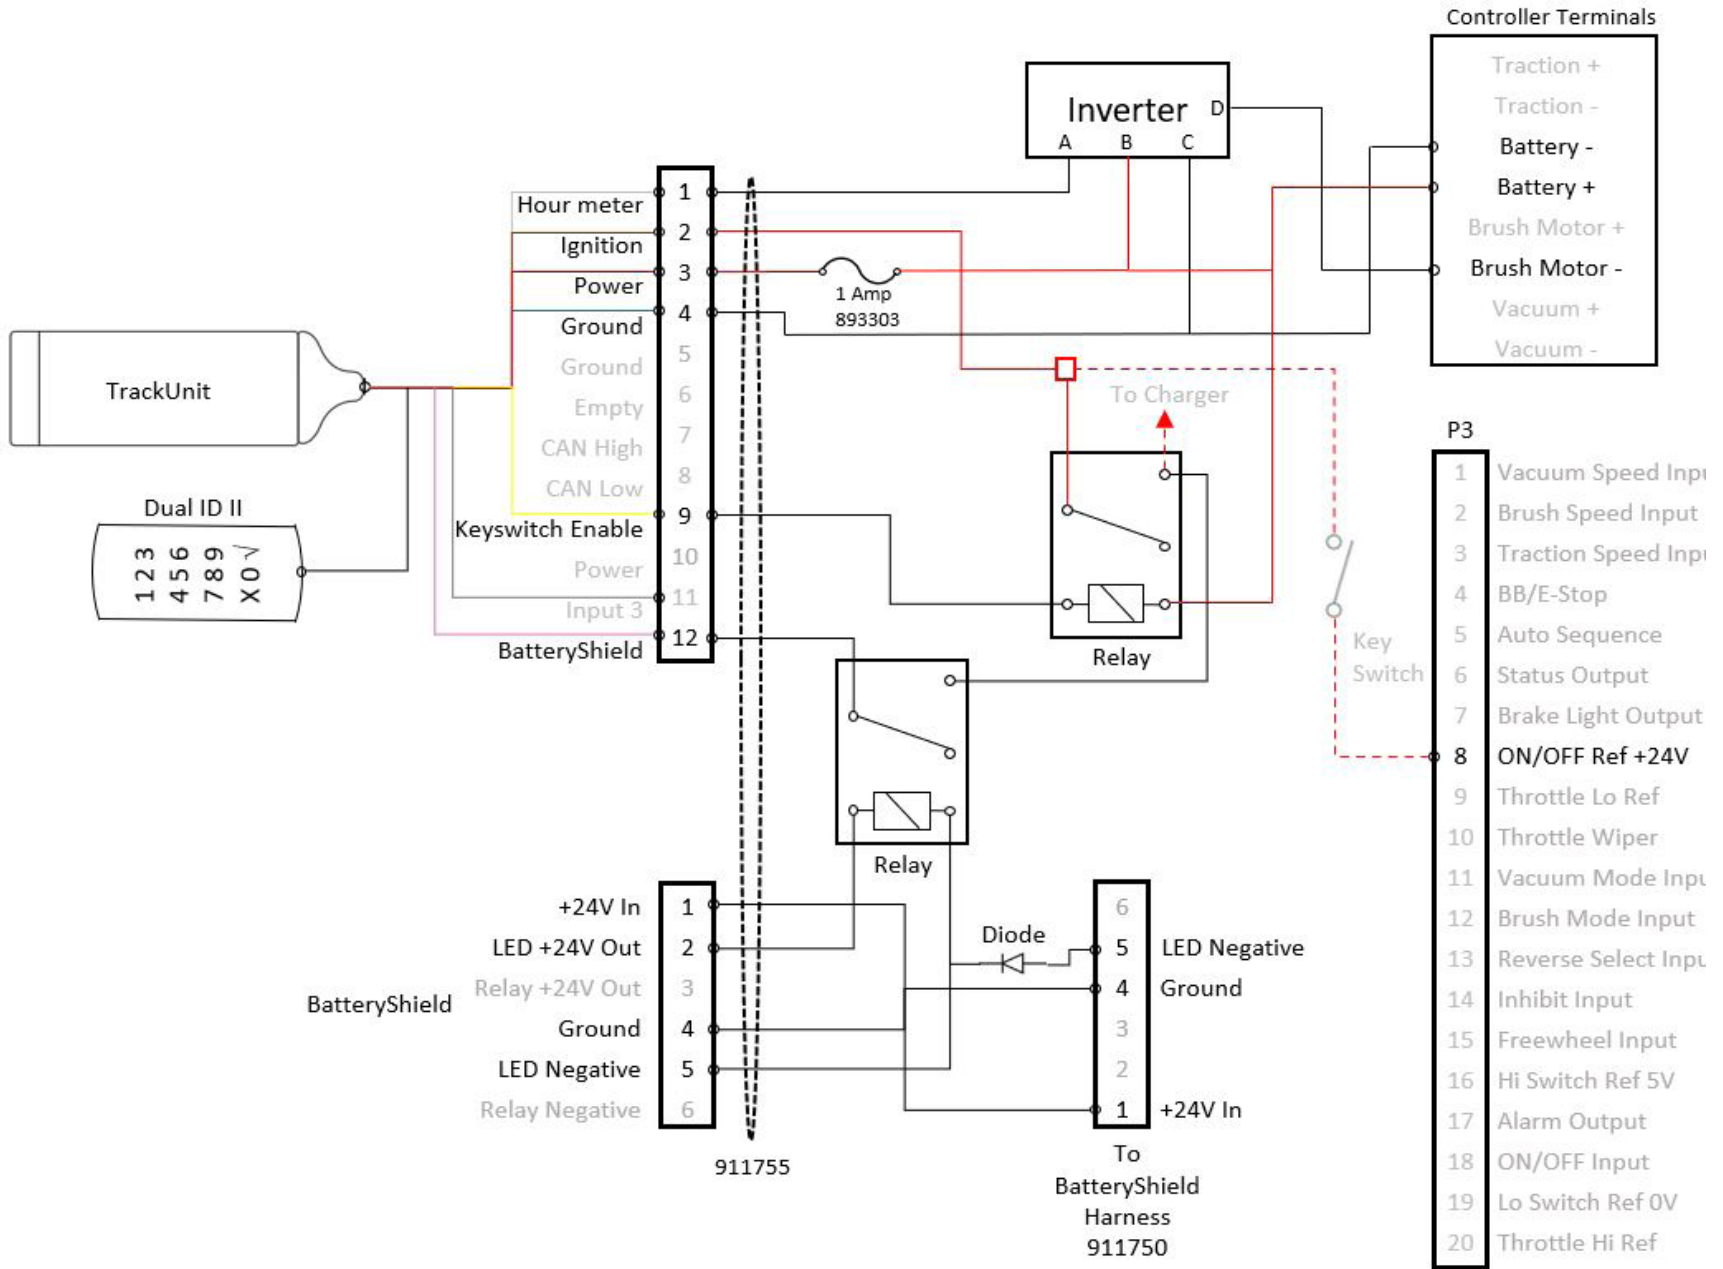 Controller Terminals
Traction +
Traction -
Battery -
Battery +
Brush Motor +
Brush Motor -
Vacuum +
Vacuum -
Inverter
A
B
C
D
1
2
3
4
5
6
7
8
9
10
11
12
Hour meter
Ignition
Power
Ground
Ground
Empty
CAN High
CAN Low
Keyswitch Enable
Power
Input 3
BatteryShield
1 Amp
893303
TrackUnit
Dual ID II
1 2 3
4 5 6
7 8 9
X 0 √
To Charger
Relay
Key
Switch
Relay
P3
1 Vacuum Speed Inpu
2 Brush Speed Input
3 Traction Speed Inpu
4 BB/E-Stop
5 Auto Sequence
6 Status Output
7 Brake Light Output
8 ON/OFF Ref +24V
9 Throttle Lo Ref
10 Throttle Wiper
11 Vacuum Mode Inpu
12 Brush Mode Input
13 Reverse Select Inpu
14 Inhibit Input
15 Freewheel Input
16 Hi Switch Ref 5V
17 Alarm Output
18 ON/OFF Input
19 Lo Switch Ref 0V
20 Throttle Hi Ref
BatteryShield
+24V In 1
LED +24V Out 2
Relay +24V Out 3
Ground 4
LED Negative 5
Relay Negative 6
911755
Diode
6
5 LED Negative
4 Ground
3
2
1 +24V In
To
BatteryShield
Harness
911750